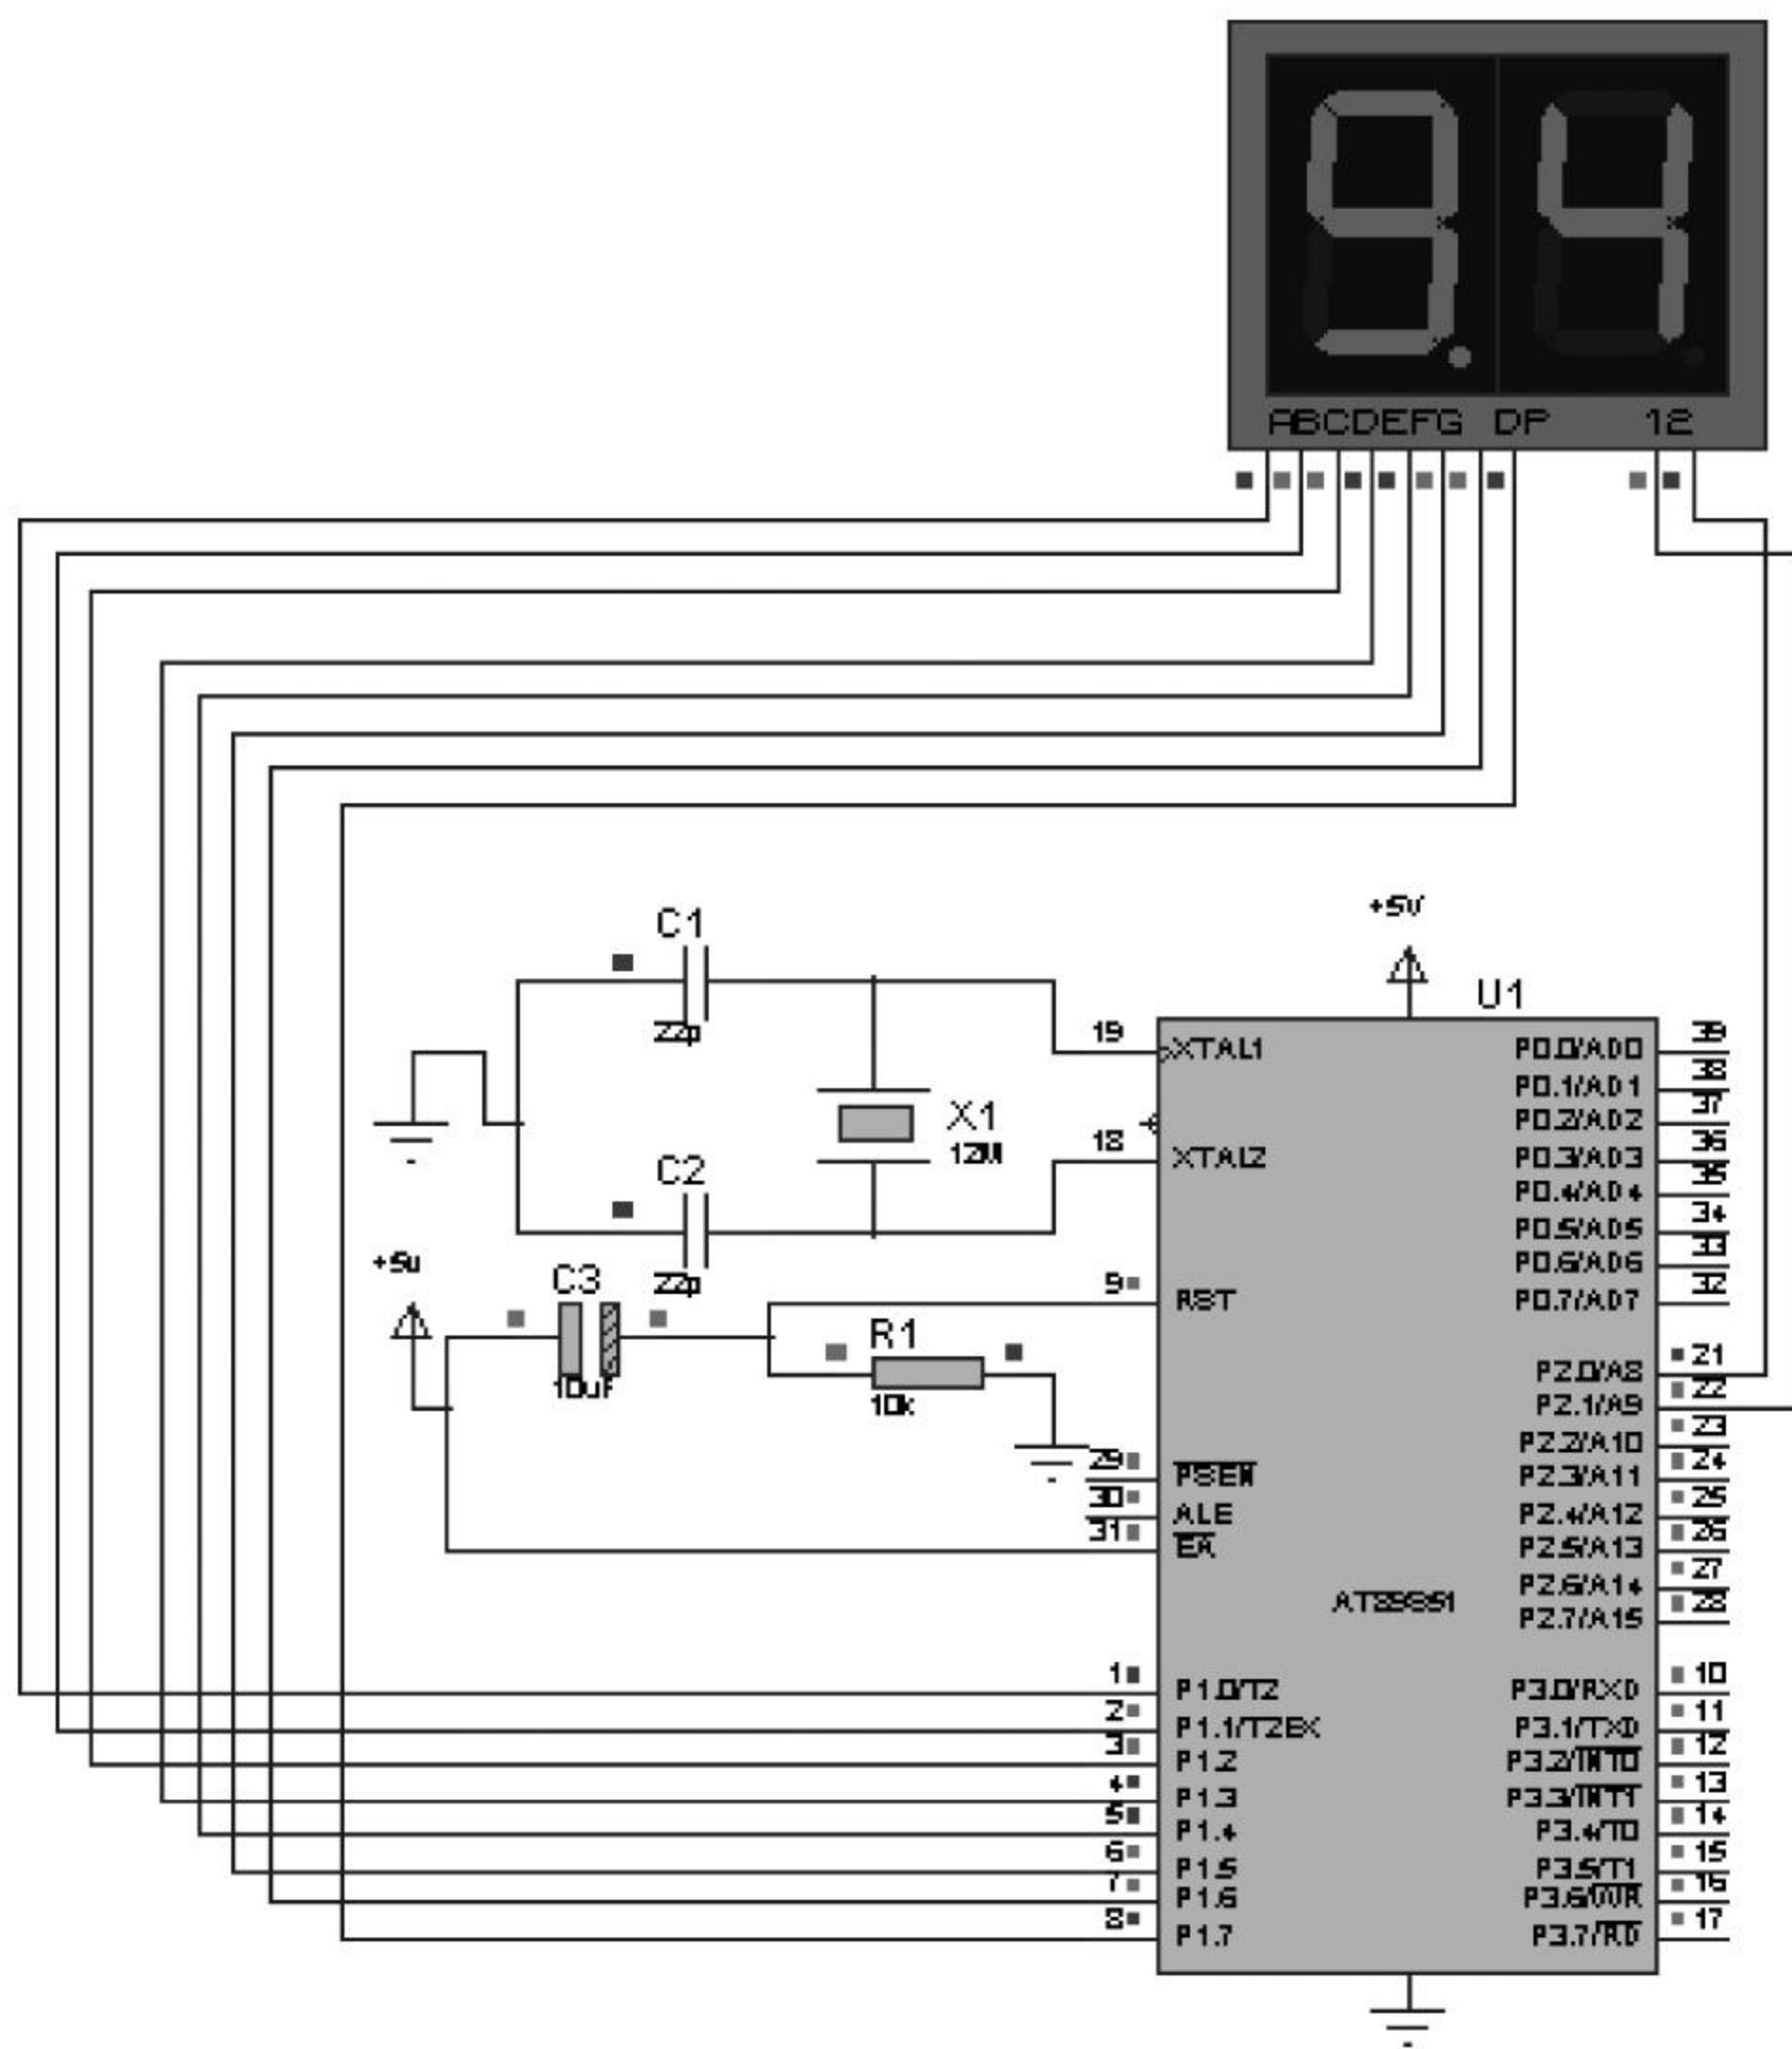 9.4
ABCDEFG DP 12
+5V
C1
U1
22p
19 XTAL1
P0.0/AD0 39
P0.1/AD1 38
P0.2/AD2 37
X1
12M
18 XTAL2
P0.3/AD3 36
P0.4/AD4 35
C2
P0.5/AD5 34
P0.6/AD6 33
+5v
C3
22p
9 RST
P0.7/AD7 32
R1
10uF
10k
P2.0/A8 21
P2.1/A9 22
P2.2/A10 23
29 PSEN
P2.3/A11 24
30 ALE
P2.4/A12 25
31 EA
P2.5/A13 26
P2.6/A14 27
AT89S51
P2.7/A15 28
1 P1.0/T2
P3.0/RXD 10
2 P1.1/T2EX
P3.1/TXD 11
3 P1.2
P3.2/INT0 12
4 P1.3
P3.3/INT1 13
5 P1.4
P3.4/T0 14
6 P1.5
P3.5/T1 15
7 P1.6
P3.6/WR 16
8 P1.7
P3.7/RD 17